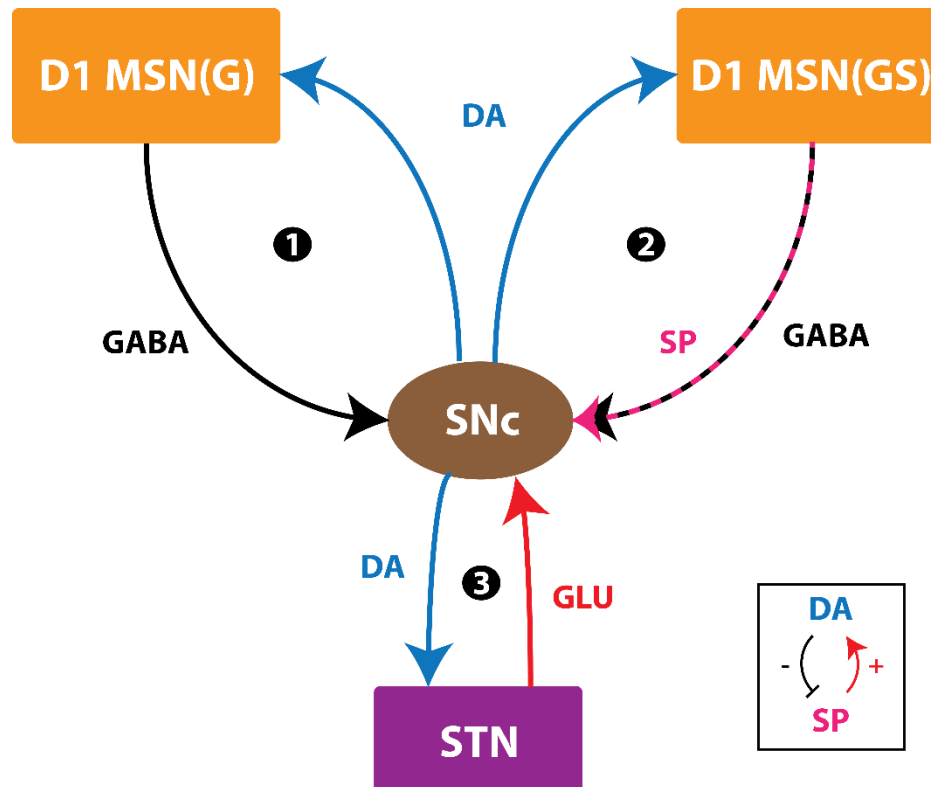 D1 MSN(G)
D1 MSN(GS)
DA
1
2
GABA
SP
GABA
SNc
DA
3
GLU
STN
DA
- +
SP